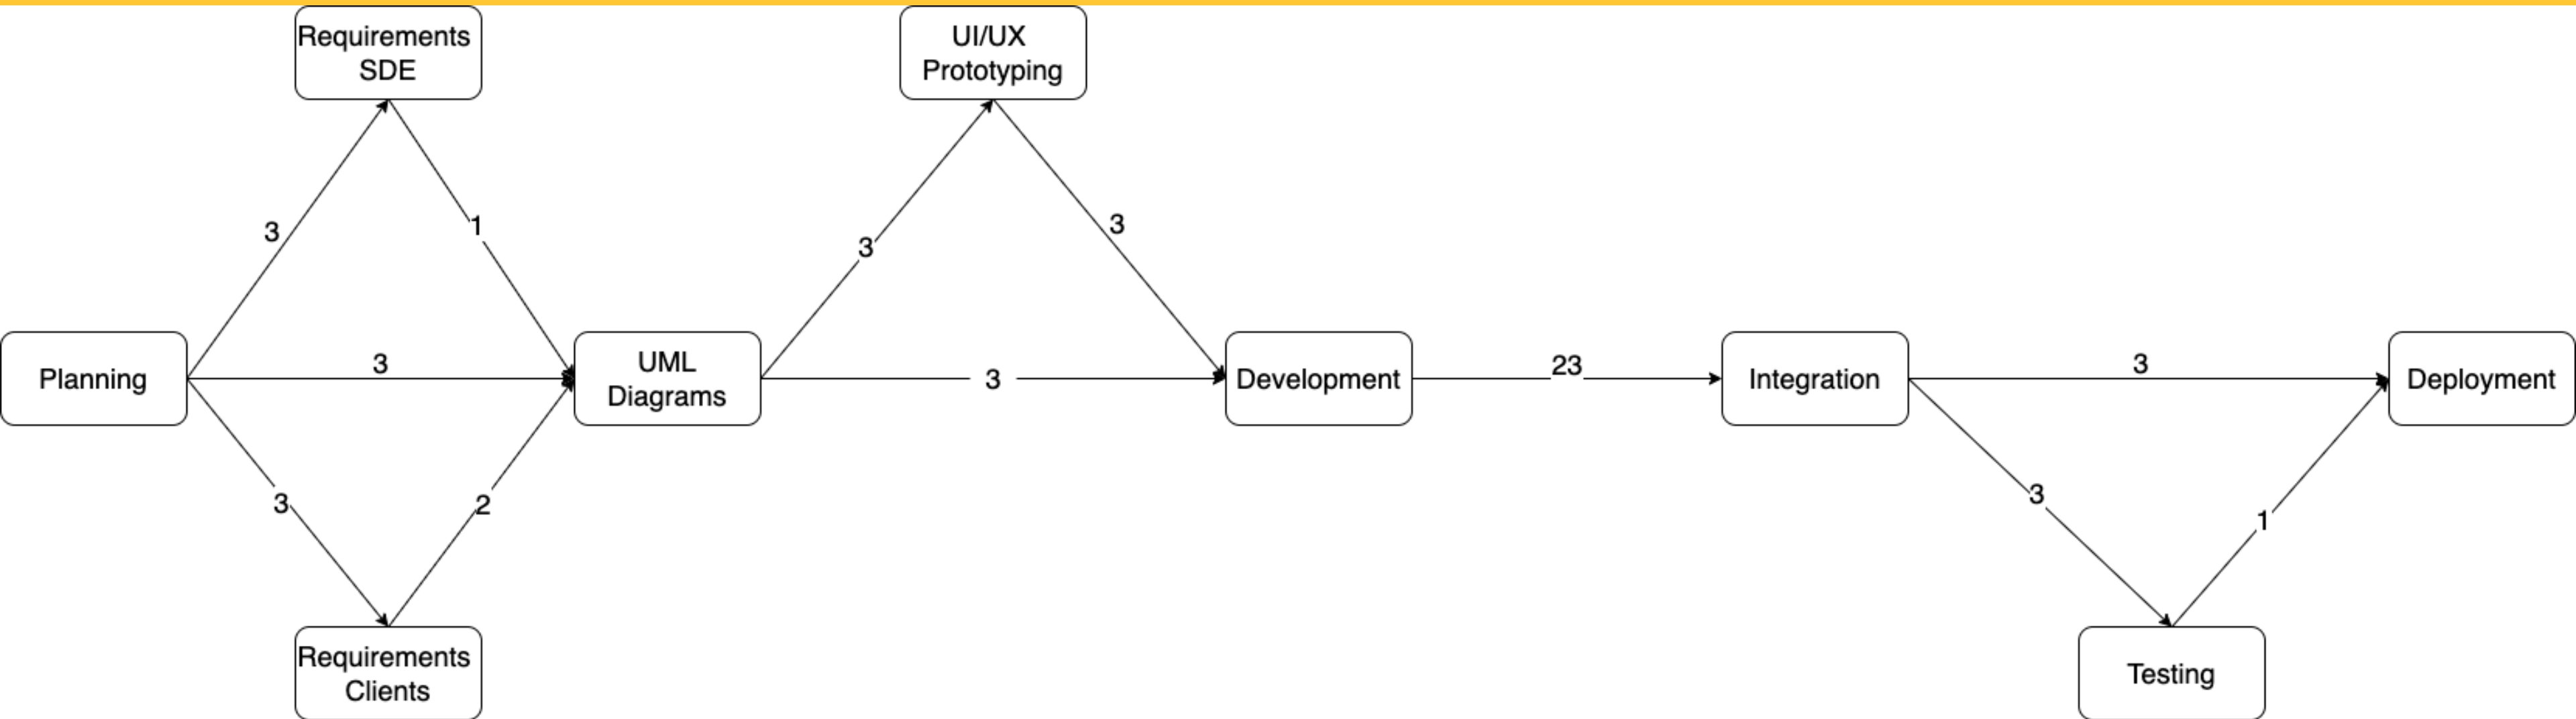 Requirements
SDE
UI/UX
Prototyping
3
1
3
3
Planning
3
UML
Diagrams
3
Development
23
Integration
3
Deployment
3
2
3
1
Requirements
Clients
Testing